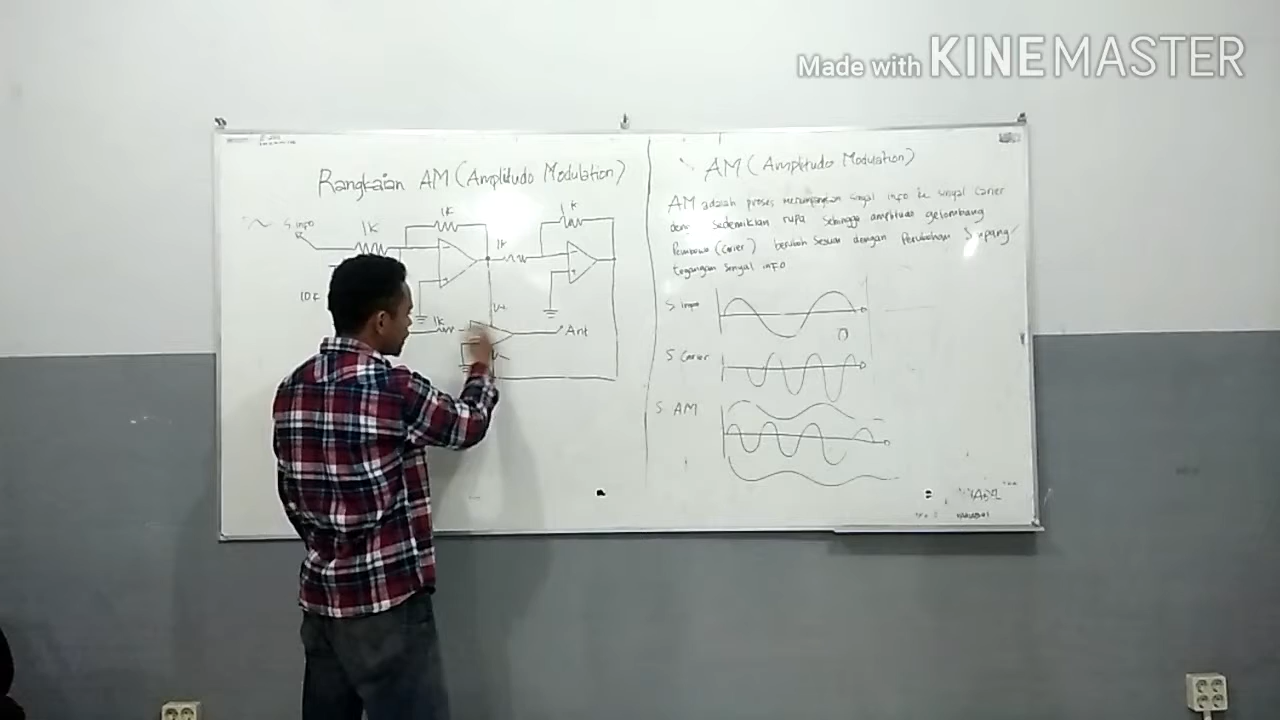 Made with KINEMASTER
Rangkaian AM (Amplitudo Modulation)
S info
1k
1k
1k
1k
10k
1k
V+
V-
Ant
AM (Amplitudo Modulation)
AM adalah proses menumpangkan sinyal info ke sinyal carier
sedemikian rupa sehingga amplitudo gelombang
Pembawa (carier) berubah sesuai dengan Perubahan Simpang
tegangan sinyal info
S info
S Carier
S AM